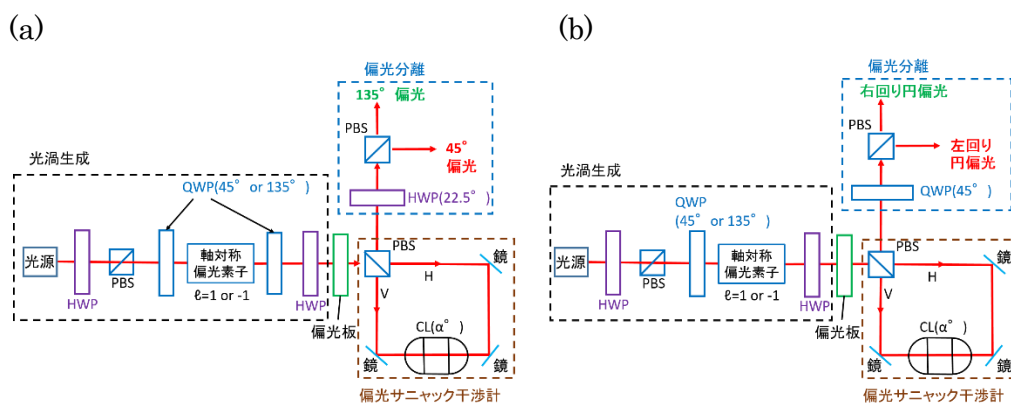 (a)
偏光分離
135° 偏光
PBS
45°
偏光
光渦生成
QWP(45° or 135°)
HWP(22.5°)
光源
PBS
HWP
軸対称
偏光素子
ℓ=1 or -1
HWP
偏光板
PBS
H
V
鏡
CL(α°)
鏡
鏡
偏光サニャック干渉計
(b)
偏光分離
右回り円偏光
PBS
左回り
円偏光
光渦生成
QWP
(45° or 135°)
QWP(45°)
光源
PBS
HWP
軸対称
偏光素子
ℓ=1 or -1
HWP
偏光板
PBS
H
V
鏡
CL(α°)
鏡
鏡
偏光サニャック干渉計